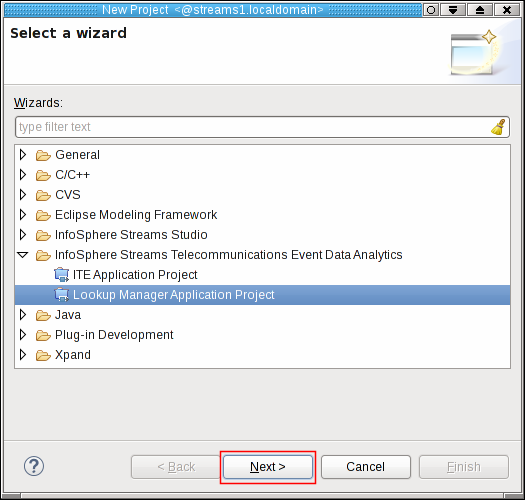 New Project <@streams1.localdomain>
Select a wizard
Wizards:
type filter text
General
C/C++
CVS
Eclipse Modeling Framework
InfoSphere Streams Studio
InfoSphere Streams Telecommunications Event Data Analytics
ITE Application Project
Lookup Manager Application Project
Java
Plug-in Development
Xpand
? < Back Next > Cancel Finish